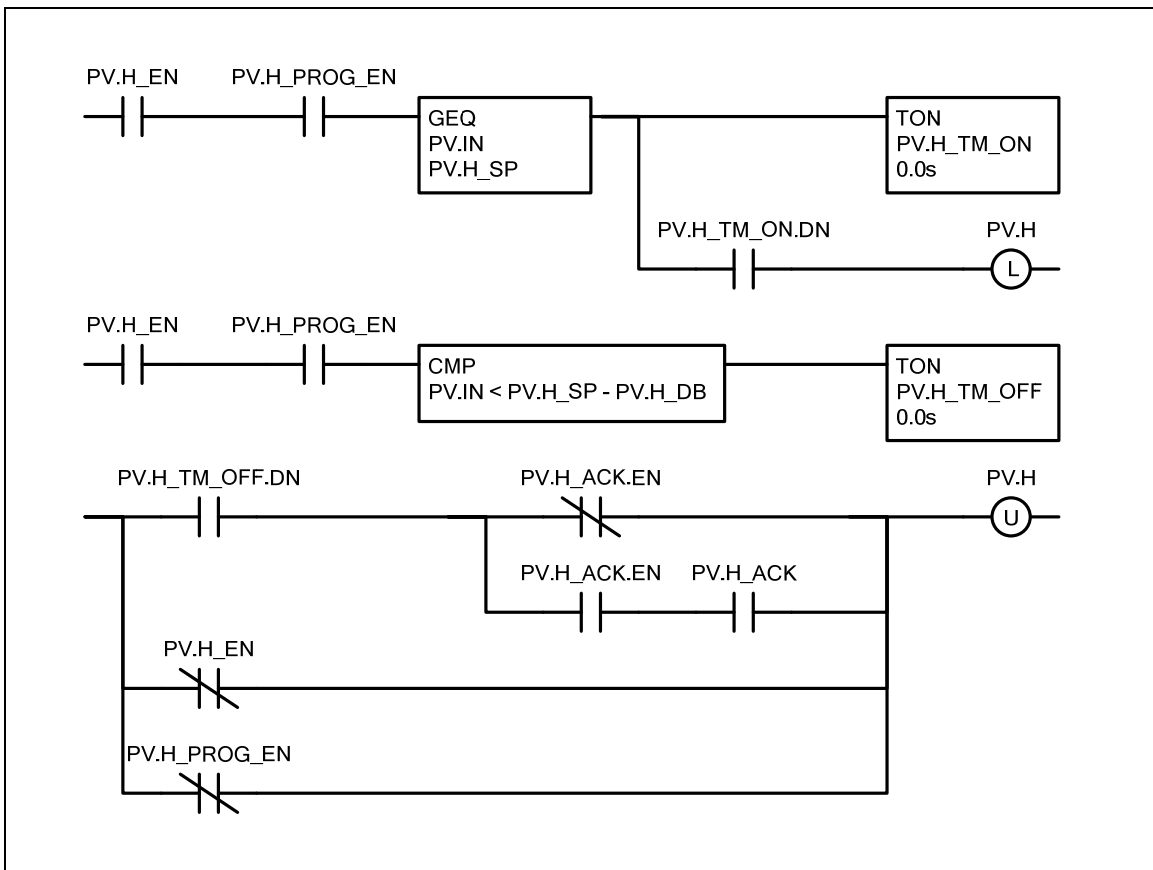 PV.H_EN PV.H_PROG_EN
GEQ
PV.IN
PV.H_SP
TON
PV.H_TM_ON
0.0s
PV.H_TM_ON.DN PV.H
L
PV.H_EN PV.H_PROG_EN
CMP
PV.IN < PV.H_SP - PV.H_DB
TON
PV.H_TM_OFF
0.0s
PV.H_TM_OFF.DN PV.H_ACK.EN PV.H
U
PV.H_ACK.EN PV.H_ACK
PV.H_EN
PV.H_PROG_EN